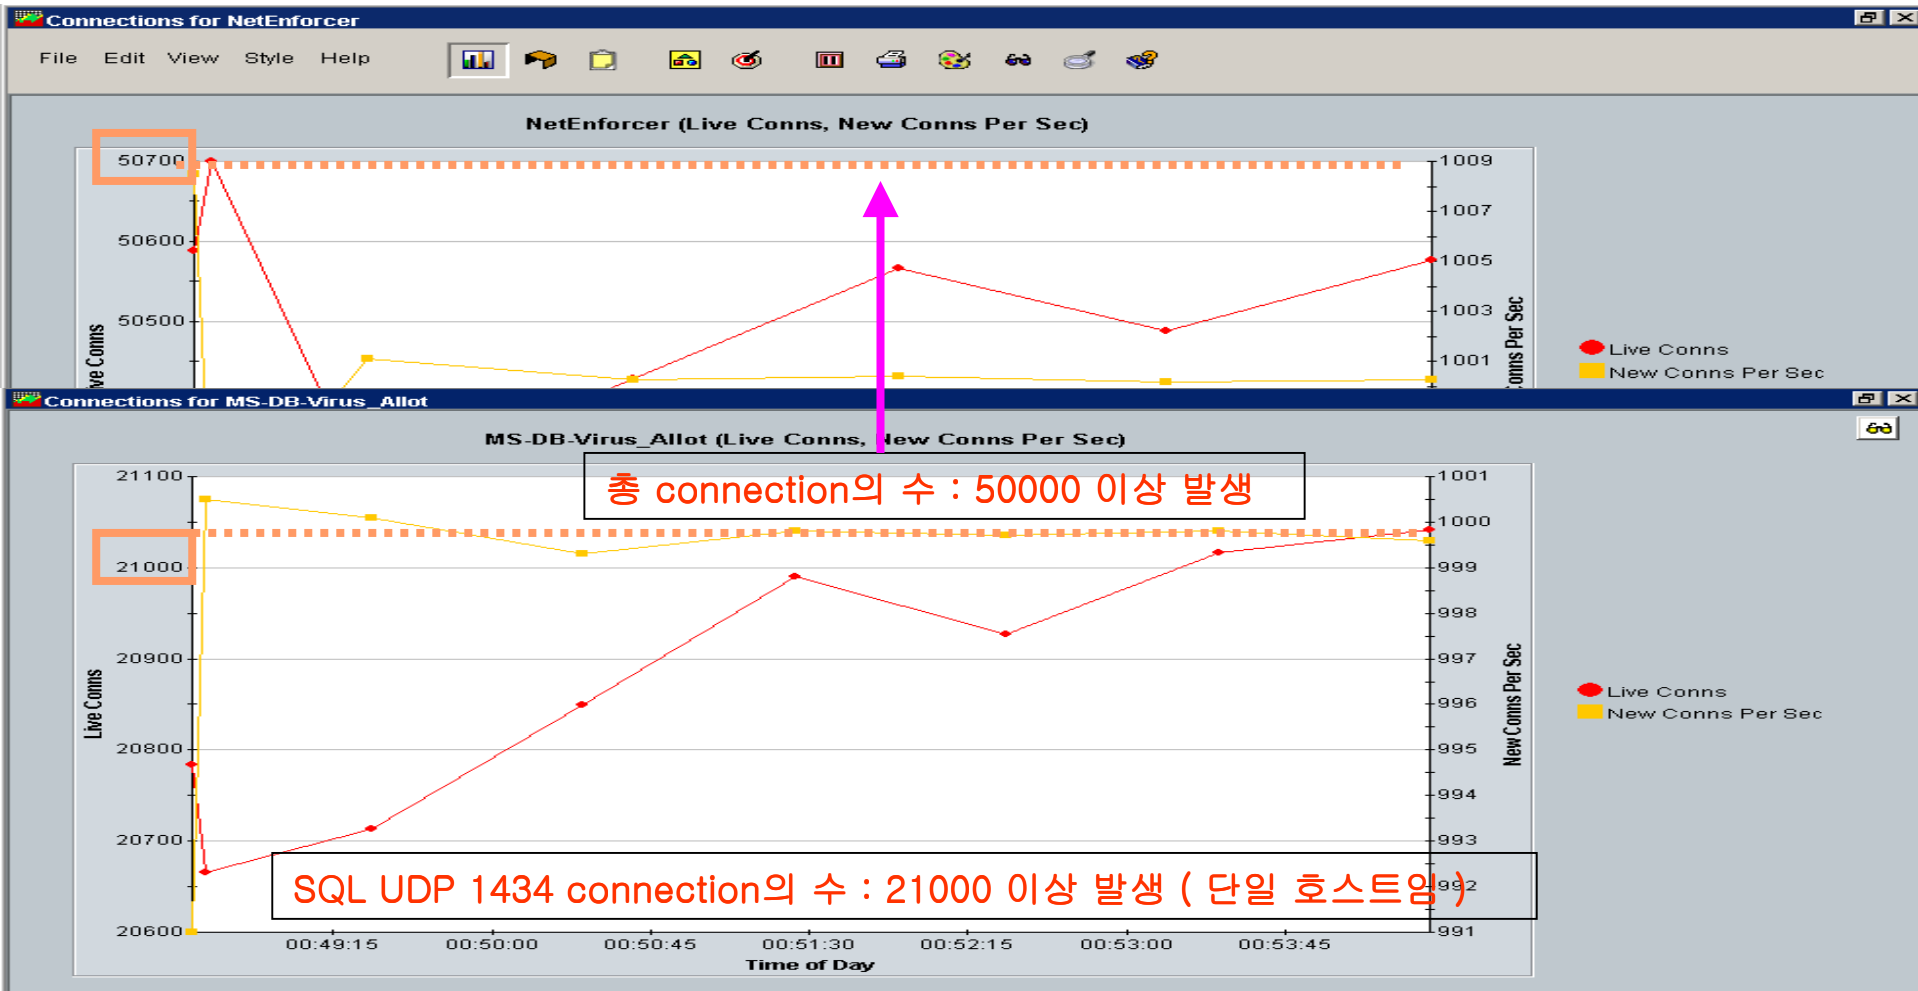 Connections for NetEnforcer
File Edit View Style Help
NetEnforcer (Live Conns, New Conns Per Sec)
50700
50600
50500
1009
1007
1005
1003
1001
Conns Per Sec
Live Conns
New Conns Per Sec
Connections for MS-DB-Virus_Allot
MS-DB-Virus_Allot (Live Conns, New Conns Per Sec)
총 connection의 수 : 50000 이상 발생
21100
21000
20900
20800
20700
20600
Live Conns
1001
1000
999
998
997
996
995
994
993
992
991
New Conns Per Sec
Live Conns
New Conns Per Sec
SQL UDP 1434 connection의 수 : 21000 이상 발생 ( 단일 호스트임 )
00:49:15 00:50:00 00:50:45 00:51:30 00:52:15 00:53:00 00:53:45
Time of Day